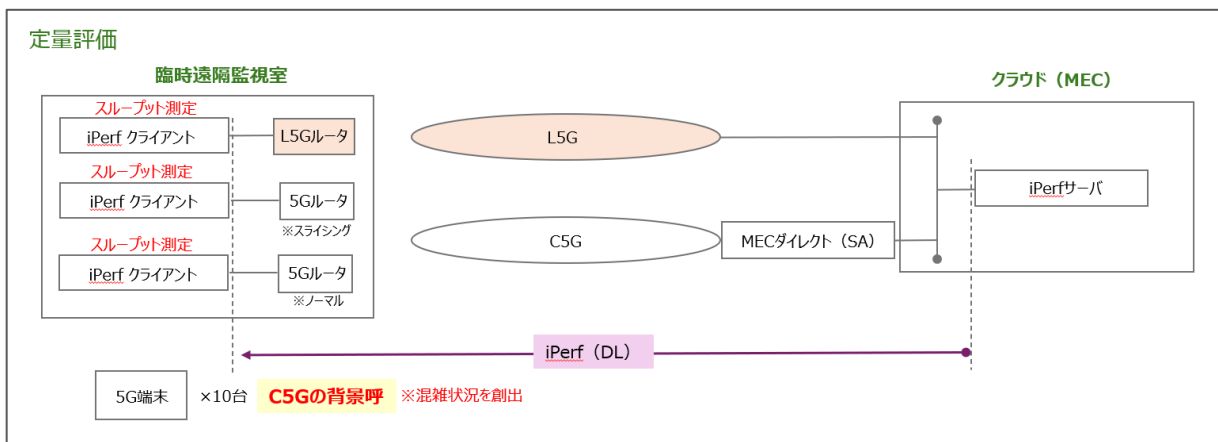 定量評価
臨時遠隔監視室
クラウド（MEC）
スループット測定
iPerf クライアント
L5Gルータ
L5G
スループット測定
iPerf クライアント
5Gルータ
※スライシング
iPerfサーバ
C5G
MECダイレクト（SA）
スループット測定
iPerf クライアント
5Gルータ
※ノーマル
iPerf（DL）
5G端末 ×10台 C5Gの背景呼 ※混雑状況を創出